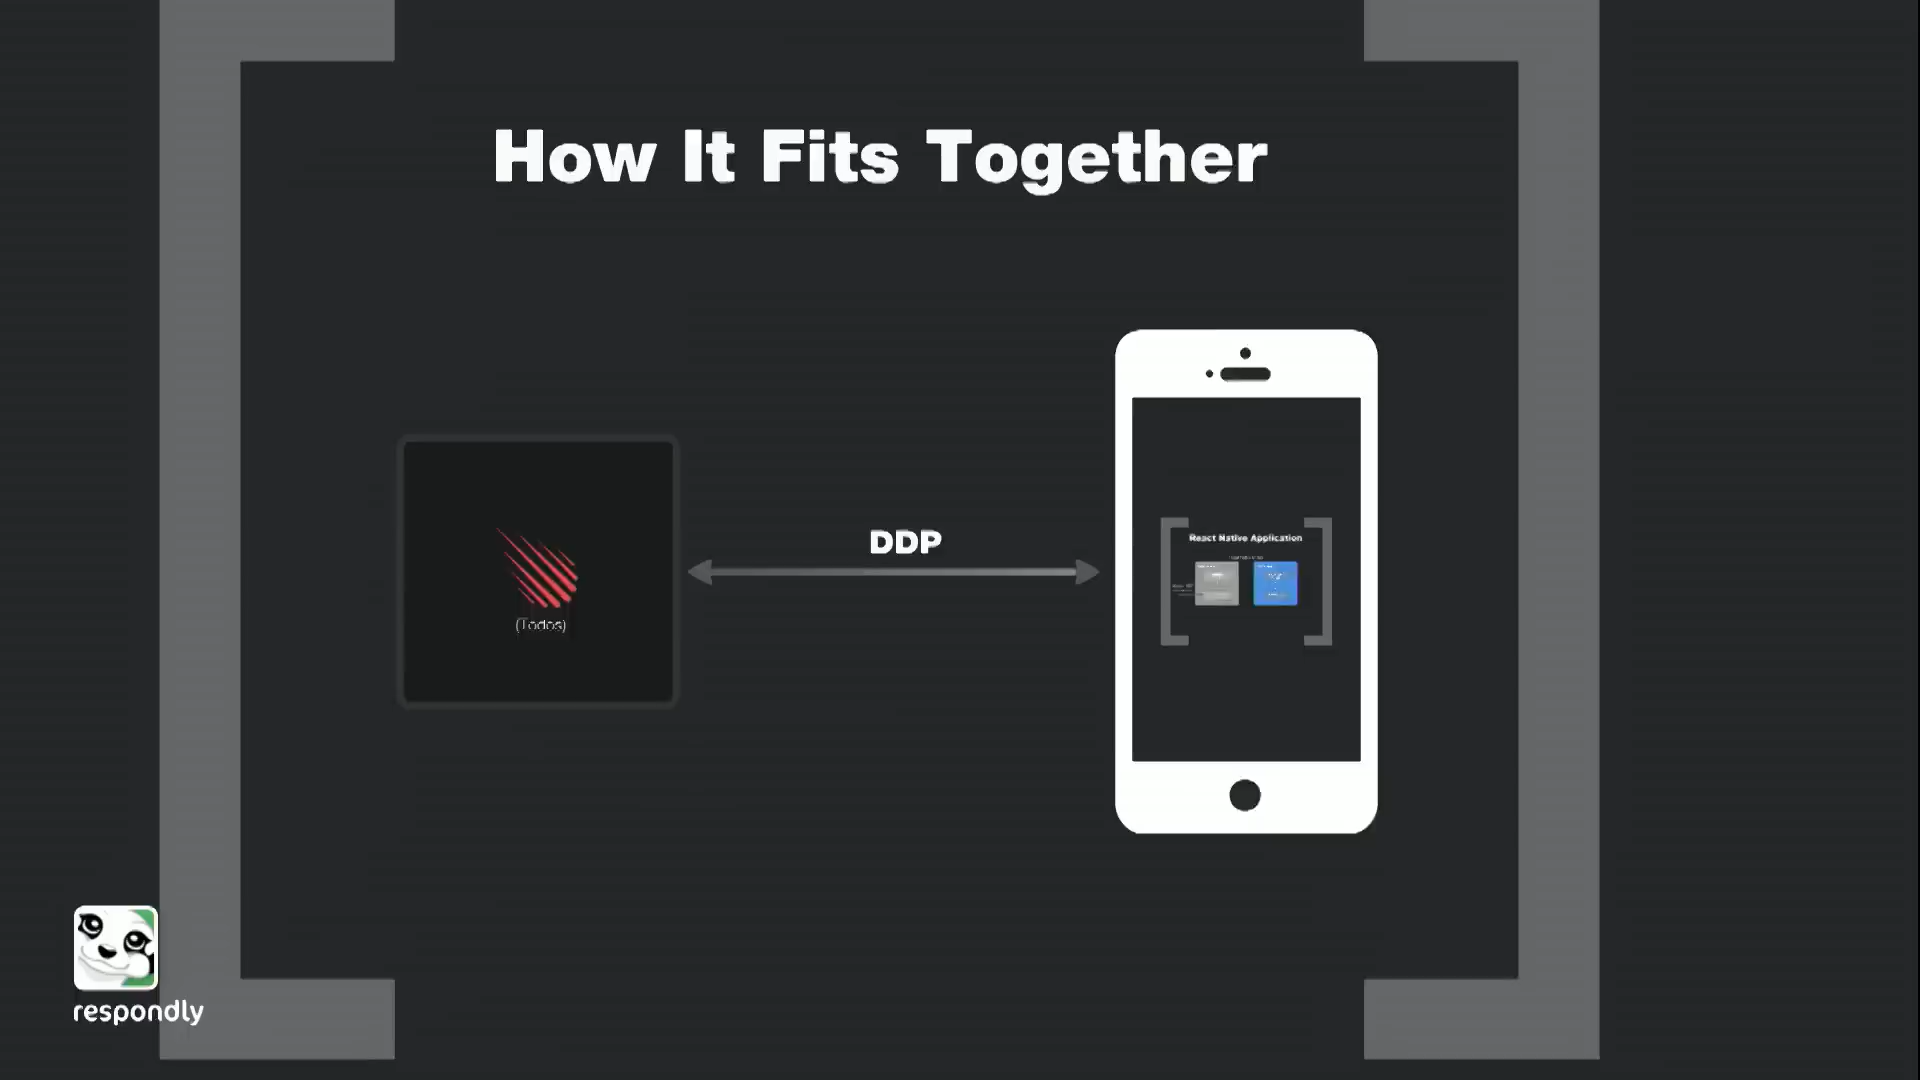 How It Fits Together
DDP
(Todos)
React Native Application
respondly